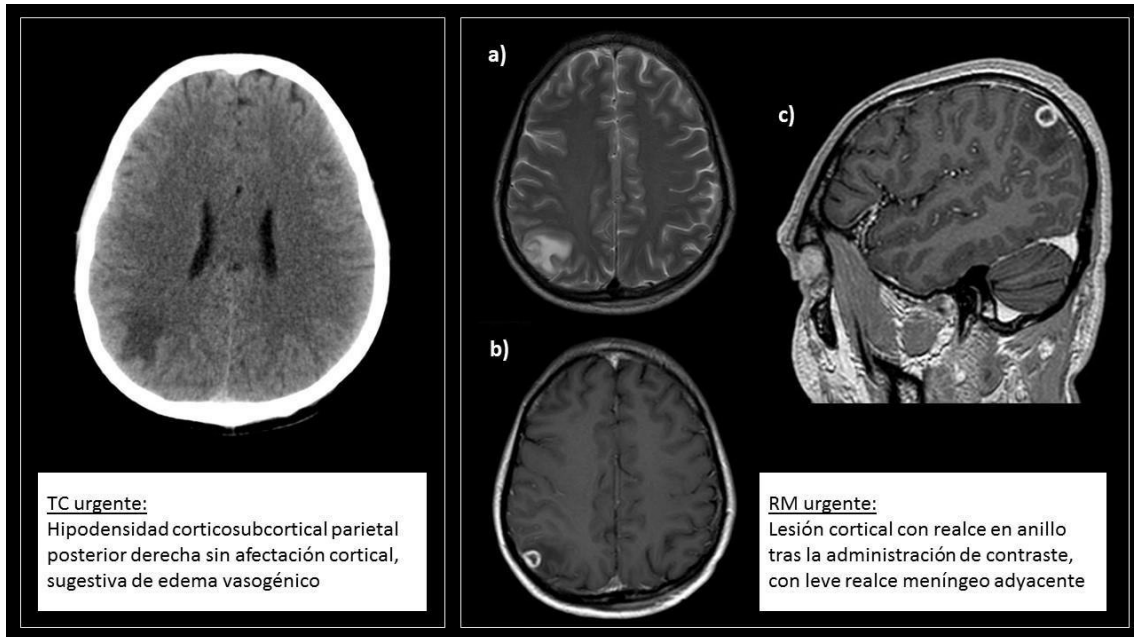 a)
c)
b)
TC urgente:
Hipodensidad corticosubcortical parietal
posterior derecha sin afectación cortical,
sugestiva de edema vasogénico
RM urgente:
Lesión cortical con realce en anillo
tras la administración de contraste,
con leve realce meníngeo adyacente